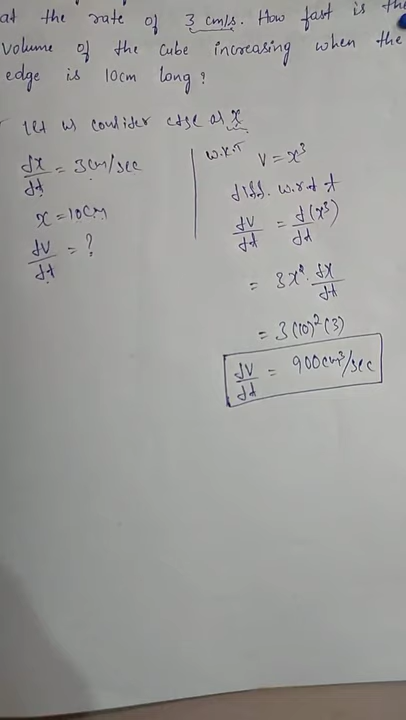 at the rate of 3 cm/s. How fast is the
volume of the cube increasing when the
edge is 10cm long?
Let us consider edge as x
dx/dt = 3cm/sec
x = 10cm
dV/dt = ?
W.K.T V = x³
diff. w.r.t t
dV/dt = d(x³)/dt
= 3x². dx/dt
= 3(10)²(3)
dV/dt = 900cm³/sec